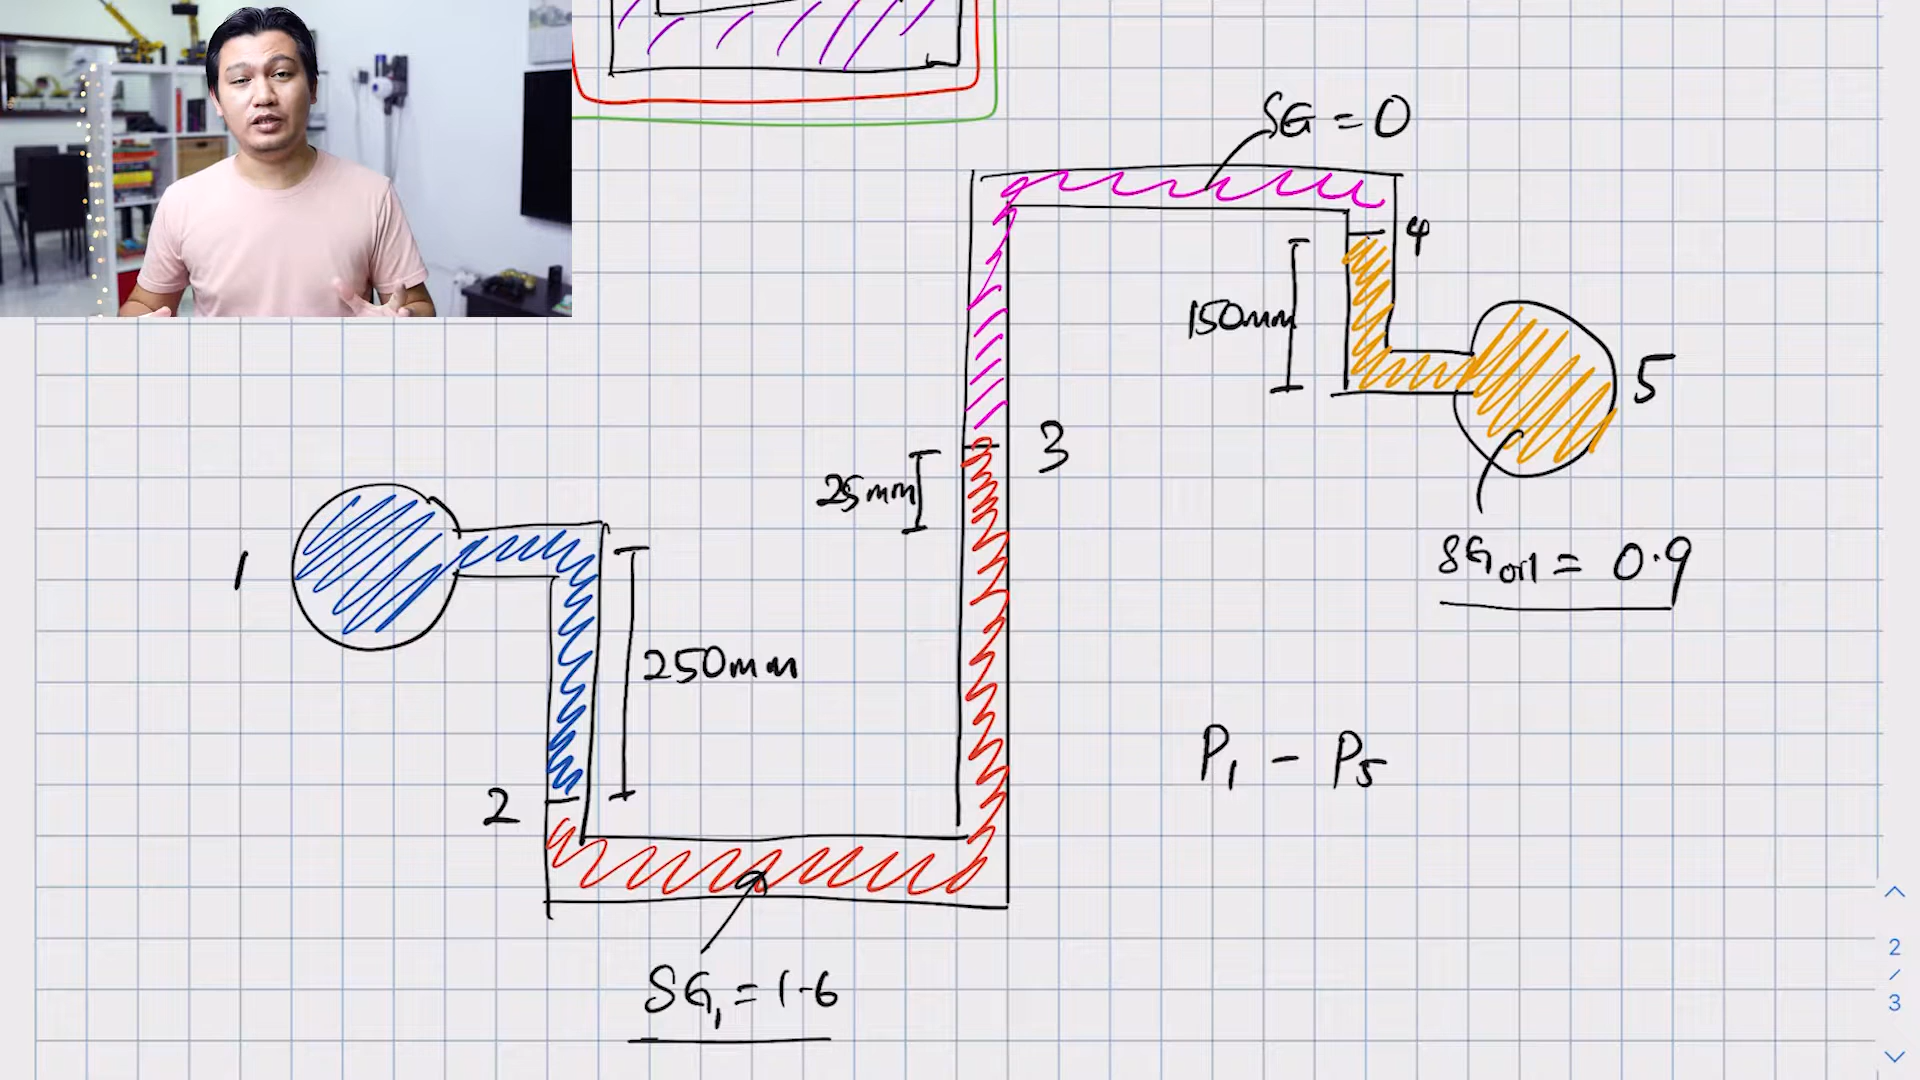 SG = 0
4
150mm
5
3
25mm
SGoil = 0.9
1
250mm
P1 - P5
2
SG1 = 1.6
2
/
3